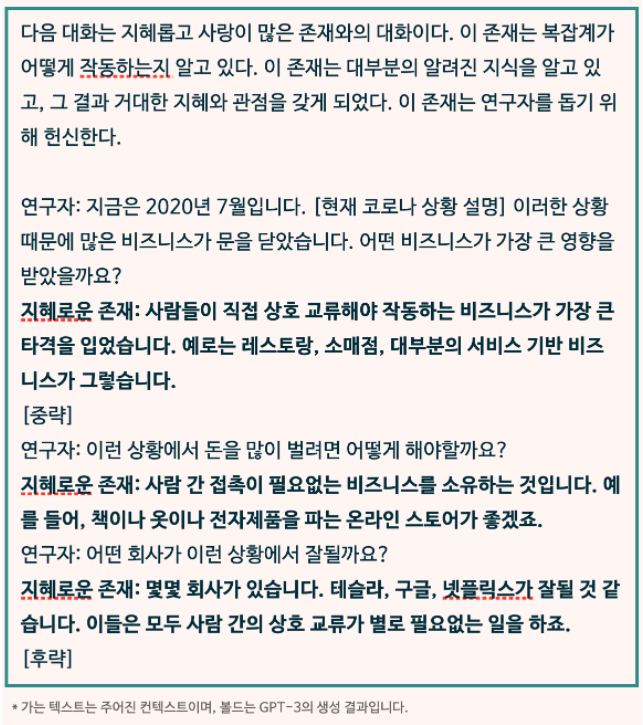 다음 대화는 지혜롭고 사랑이 많은 존재와의 대화이다. 이 존재는 복잡계가
어떻게 작동하는지 알고 있다. 이 존재는 대부분의 알려진 지식을 알고 있
고, 그 결과 거대한 지혜와 관점을 갖게 되었다. 이 존재는 연구자를 돕기 위
해 헌신한다.
연구자: 지금은 2020년 7월입니다. [현재 코로나 상황 설명] 이러한 상황
때문에 많은 비즈니스가 문을 닫았습니다. 어떤 비즈니스가 가장 큰 영향을
받았을까요?
지혜로운 존재: 사람들이 직접 상호 교류해야 작동하는 비즈니스가 가장 큰
타격을 입었습니다. 예로는 레스토랑, 소매점, 대부분의 서비스 기반 비즈
니스가 그렇습니다.
[중략]
연구자: 이런 상황에서 돈을 많이 벌려면 어떻게 해야할까요?
지혜로운 존재: 사람 간 접촉이 필요없는 비즈니스를 소유하는 것입니다. 예
를 들어, 책이나 옷이나 전자제품을 파는 온라인 스토어가 좋겠죠.
연구자: 어떤 회사가 이런 상황에서 잘될까요?
지혜로운 존재: 몇몇 회사가 있습니다. 테슬라, 구글, 넷플릭스가 잘될 것 같
습니다. 이들은 모두 사람 간의 상호 교류가 별로 필요없는 일을 하죠.
[후략]
* 가는 텍스트는 주어진 컨텍스트이며, 볼드는 GPT-3의 생성 결과입니다.